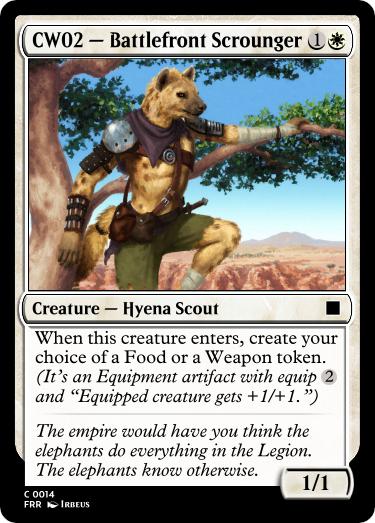 CW02 — Battlefront Scrounger 1
Creature — Hyena Scout
When this creature enters, create your
choice of a Food or a Weapon token.
(It's an Equipment artifact with equip 2
and “Equipped creature gets +1/+1.”)
The empire would have you think the
elephants do everything in the Legion.
The elephants know otherwise.
1/1
C 0014
FRR Irbeus